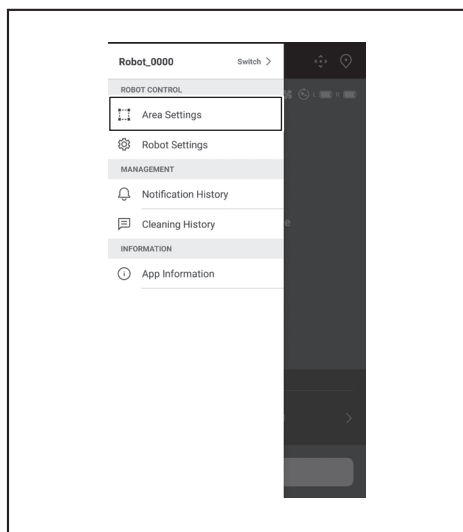 Robot_0000 Switch >
ROBOT CONTROL
Area Settings
Robot Settings
MANAGEMENT
Notification History
Cleaning History
INFORMATION
App Information